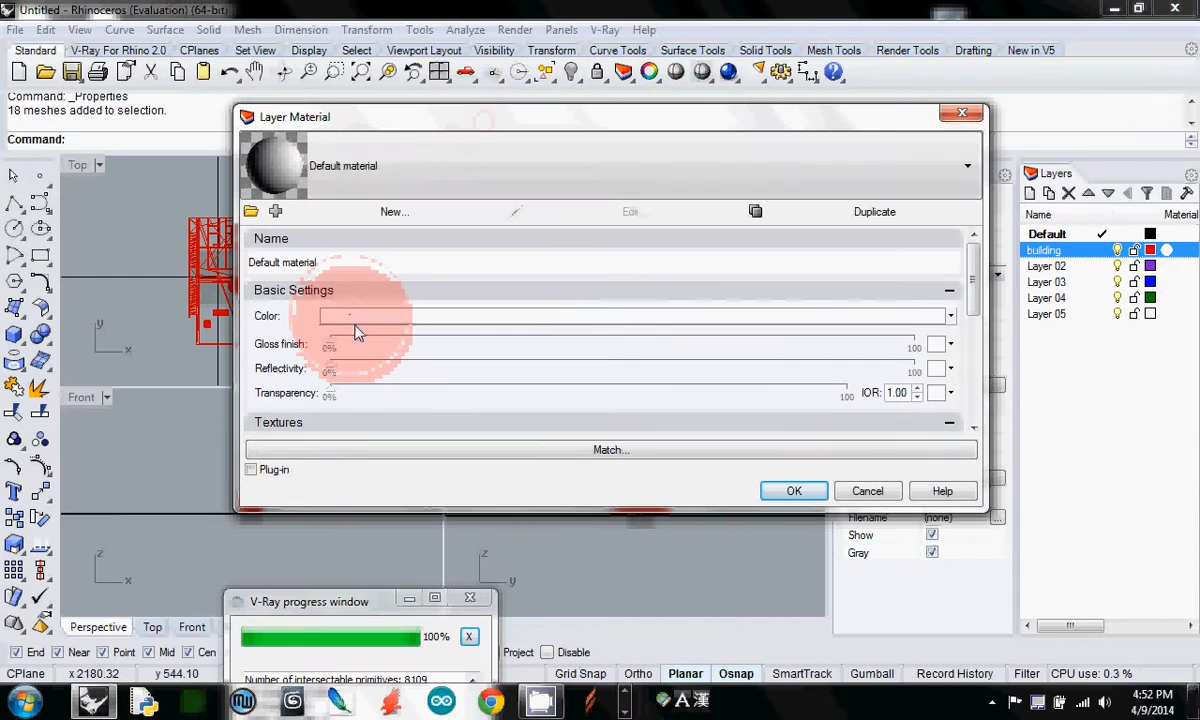 Untitled - Rhinoceros (Evaluation) (64-bit)
File Edit View Curve Surface Solid Mesh Dimension Transform Tools Analyze Render Panels V-Ray Help
Standard V-Ray For Rhino 2.0 CPlanes Set View Display Select Viewport Layout Visibility Transform Curve Tools Surface Tools Solid Tools Mesh Tools Render Tools Drafting New in V5
Command: _Properties
18 meshes added to selection.
Command:
Layer Material
Default material
New...
Edit
Duplicate
Name
Default material
Basic Settings
Color:
Gloss finish: 0% 100
Reflectivity: 0% 100
Transparency: 0% 100 IOR: 1.00
Textures
Match...
Plug-in
OK Cancel Help
Top
y
x
Front
z
x
z
y
Layers
Name Material
Default
building
Layer 02
Layer 03
Layer 04
Layer 05
Filename (none) ...
Show
Gray
V-Ray progress window
100% X
Number of intersectable primitives: 8109
Perspective Top Front
End Near Point Mid Cen Project Disable
CPlane x 2180.32 y 544.10 Grid Snap Ortho Planar Osnap SmartTrack Gumball Record History Filter CPU use: 0.3 %
A 漢
4:52 PM
4/9/2014